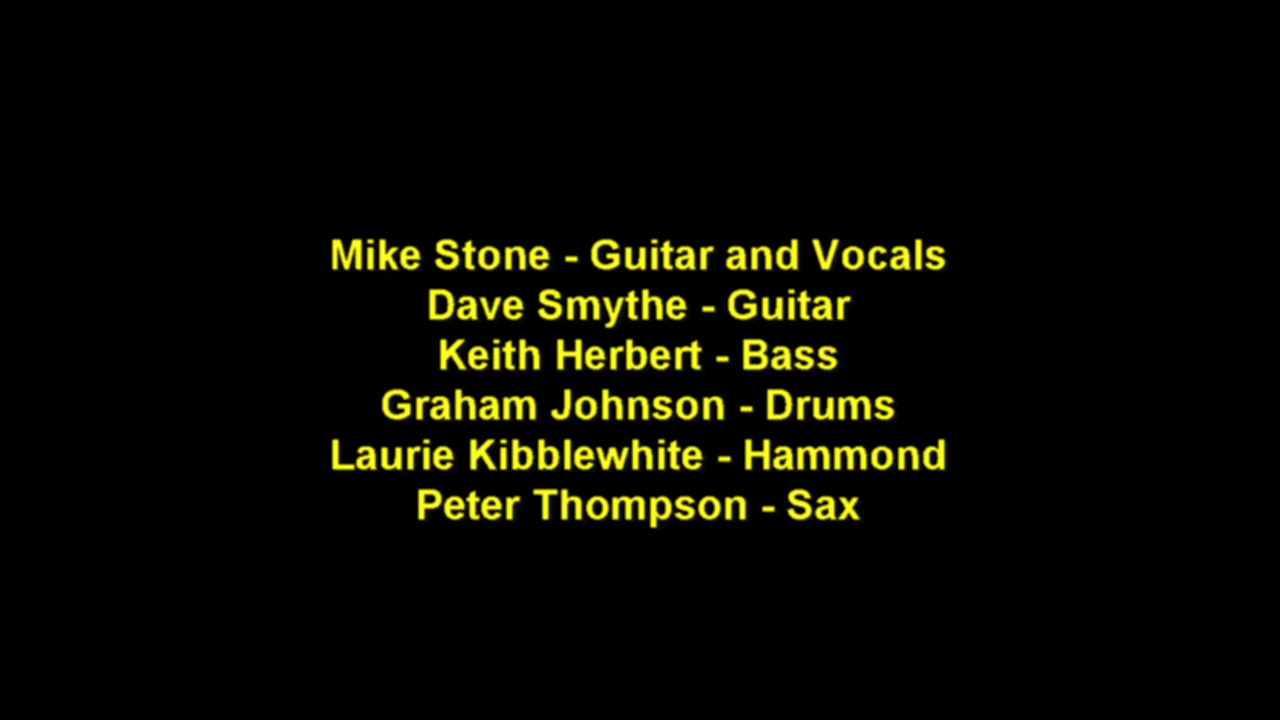 Mike Stone - Guitar and Vocals
Dave Smythe - Guitar
Keith Herbert - Bass
Graham Johnson - Drums
Laurie Kibblewhite - Hammond
Peter Thompson - Sax